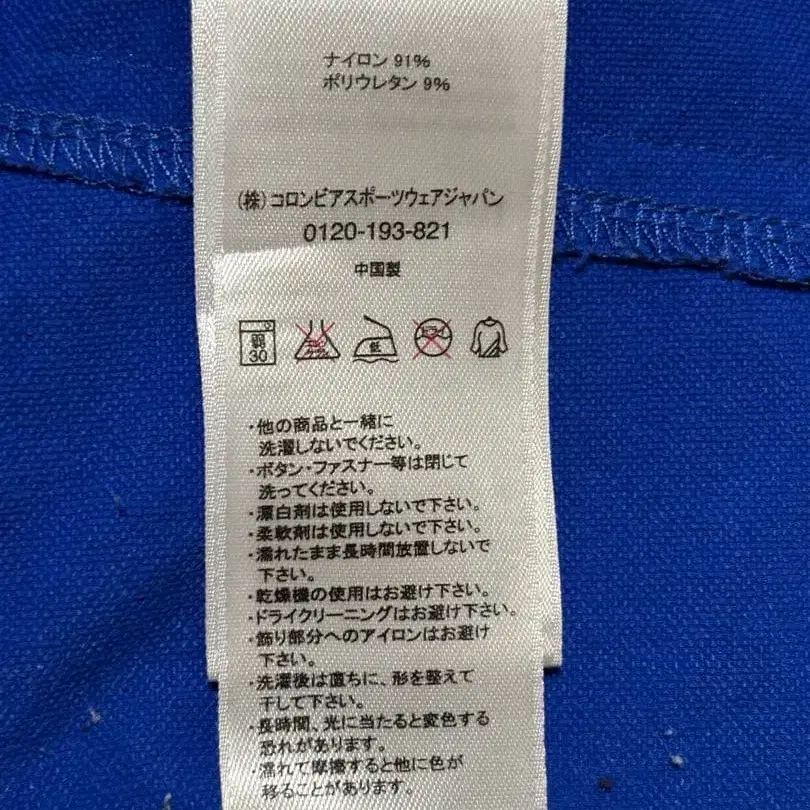 ナイロン 91%
ポリウレタン 9%
(株)コロンビアスポーツウェアジャパン
0120-193-821
中国製
弱
30
エンソ
サラシ
低
ドライ
・他の商品と一緒に
洗濯しないでください。
・ボタン・ファスナー等は閉じて
洗ってください。
・漂白剤は使用しないで下さい。
・柔軟剤は使用しないで下さい。
・濡れたまま長時間放置しないで
下さい。
・乾燥機の使用はお避け下さい。
・ドライクリーニングはお避け下さい。
・飾り部分へのアイロンはお避け
下さい。
・洗濯後は直ちに、形を整えて
干して下さい。
・長時間、光に当たると変色する
恐れがあります。
・濡れて摩擦すると他に色が
移ることがあります。